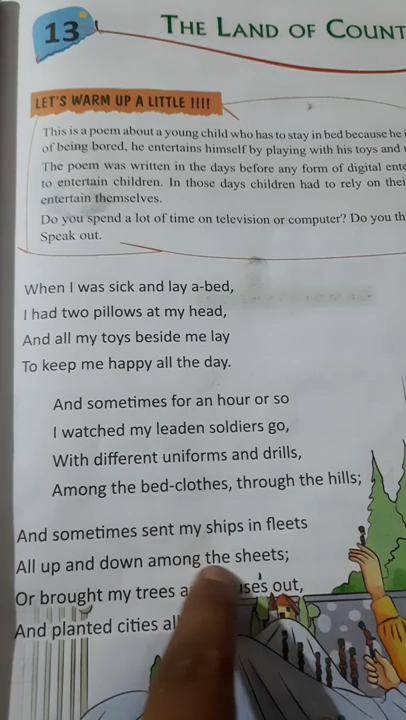 13
THE LAND OF COUNT
LET'S WARM UP A LITTLE !!!!
This is a poem about a young child who has to stay in bed because he
of being bored, he entertains himself by playing with his toys and
The poem was written in the days before any form of digital ente
to entertain children. In those days children had to rely on thei
entertain themselves.
Do you spend a lot of time on television or computer? Do you th
Speak out.
When I was sick and lay a-bed,
I had two pillows at my head,
And all my toys beside me lay
To keep me happy all the day.
And sometimes for an hour or so
I watched my leaden soldiers go,
With different uniforms and drills,
Among the bed-clothes, through the hills;
And sometimes sent my ships in fleets
All up and down among the sheets;
Or brought my trees a uses out,
And planted cities al